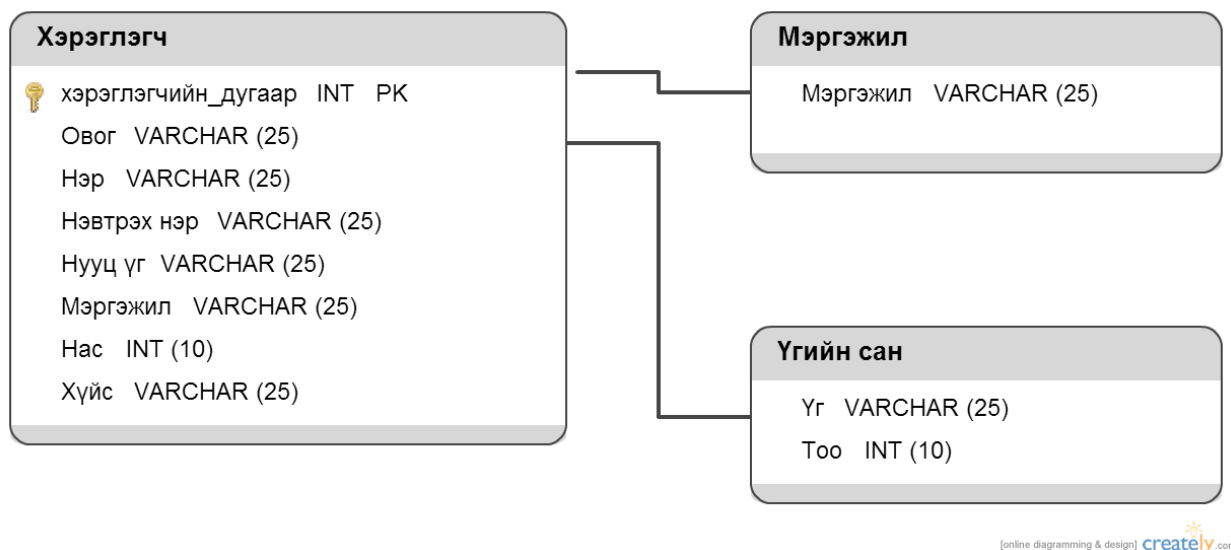 Хэрэглэгч
хэрэглэгчийн_дугаар INT PK
Овог VARCHAR (25)
Нэр VARCHAR (25)
Нэвтрэх нэр VARCHAR (25)
Нууц үг VARCHAR (25)
Мэргэжил VARCHAR (25)
Нас INT (10)
Хүйс VARCHAR (25)
Мэргэжил
Мэргэжил VARCHAR (25)
Үгийн сан
Үг VARCHAR (25)
Тоо INT (10)
[online diagramming & design] creately.com